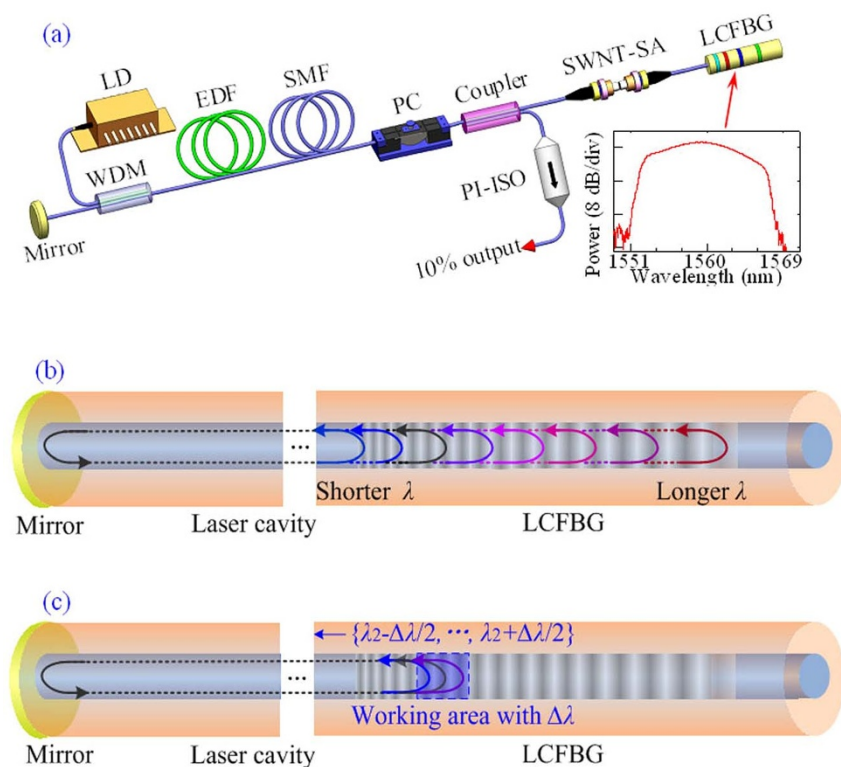 (a)
LD
EDF
SMF
PC
Coupler
SWNT-SA
LCFBG
WDM
PI-ISO
Mirror
10% output
Power (8 dB/div)
1551 1560 1569
Wavelength (nm)
(b)
...
Shorter λ
Longer λ
Mirror
Laser cavity
LCFBG
(c)
{λ2-Δλ/2, ···, λ2+Δλ/2}
...
Working area with Δλ
Mirror
Laser cavity
LCFBG